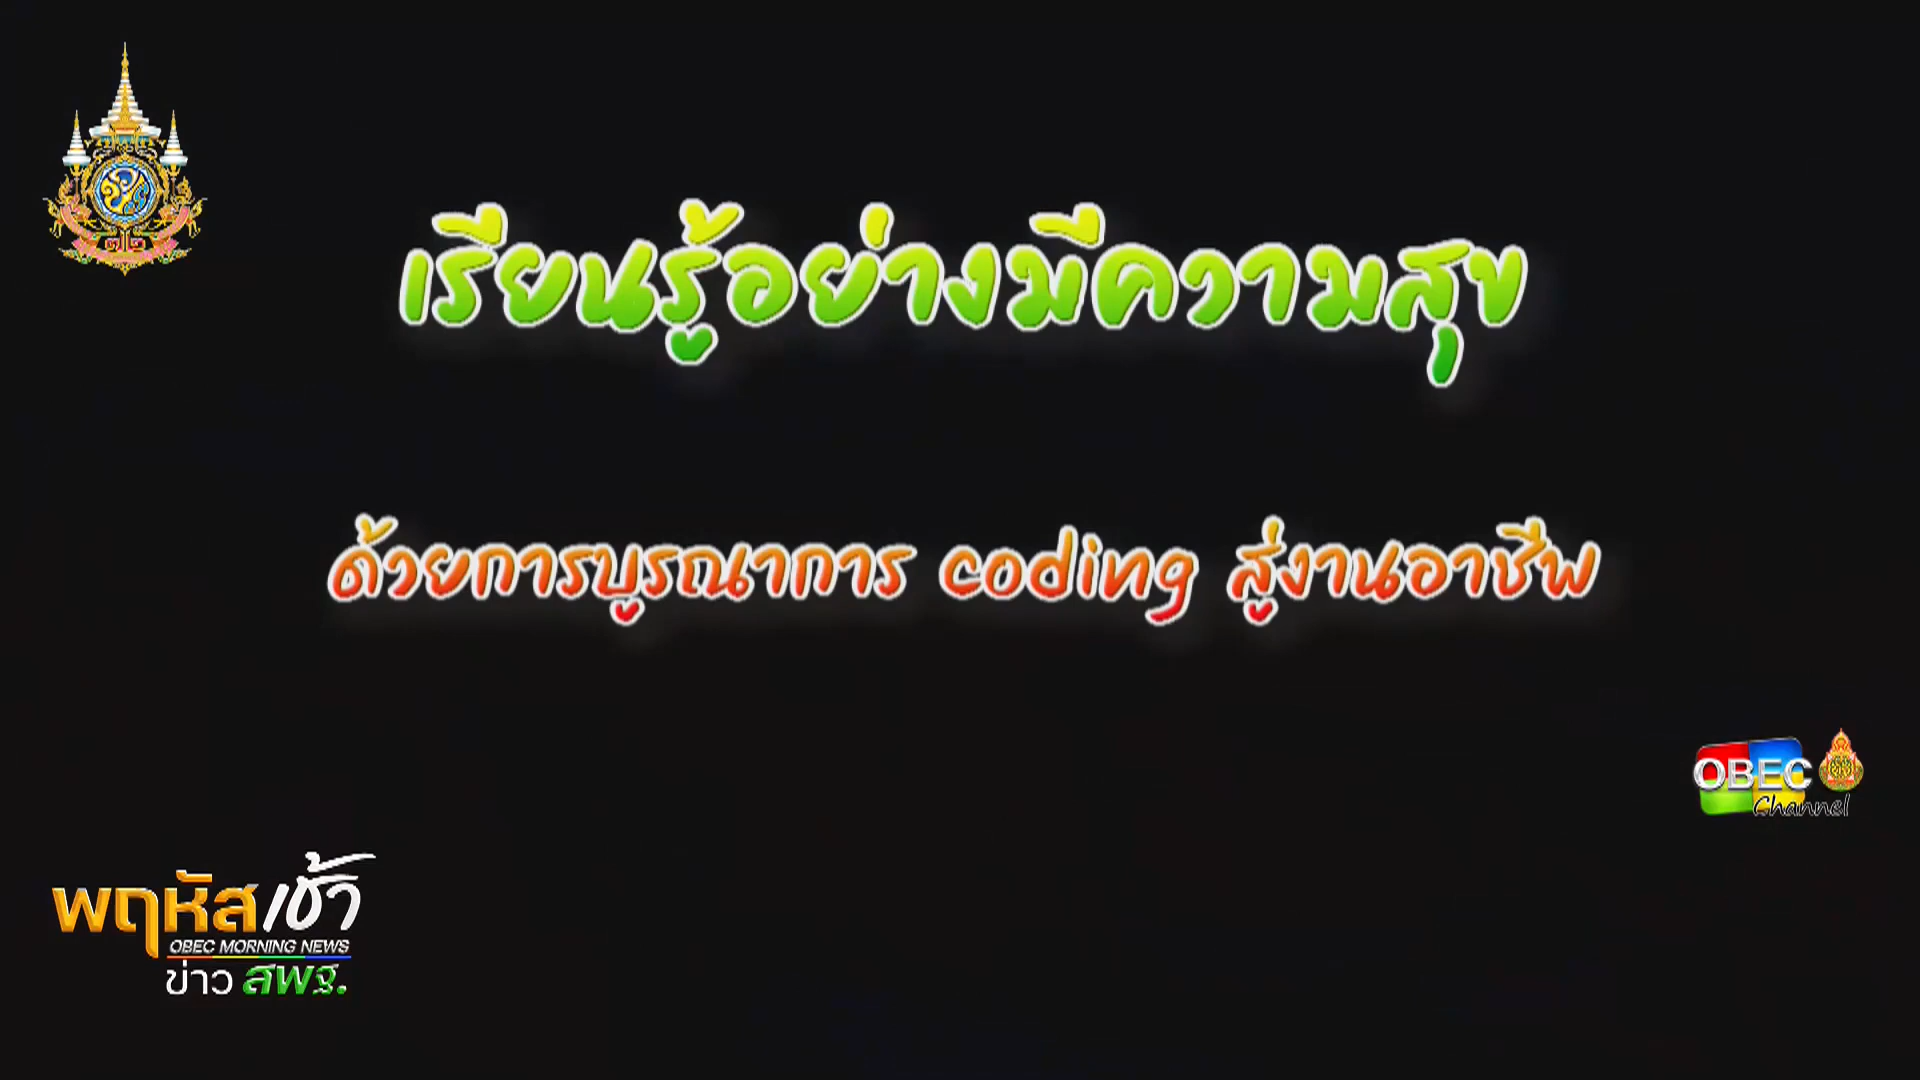 ๗๒
เรียนรู้อย่างมีความสุข
ด้วยการบูรณาการ coding สู่งานอาชีพ
OBEC
Channel
พฤหัสเช้า
OBEC MORNING NEWS
ข่าว สพฐ.